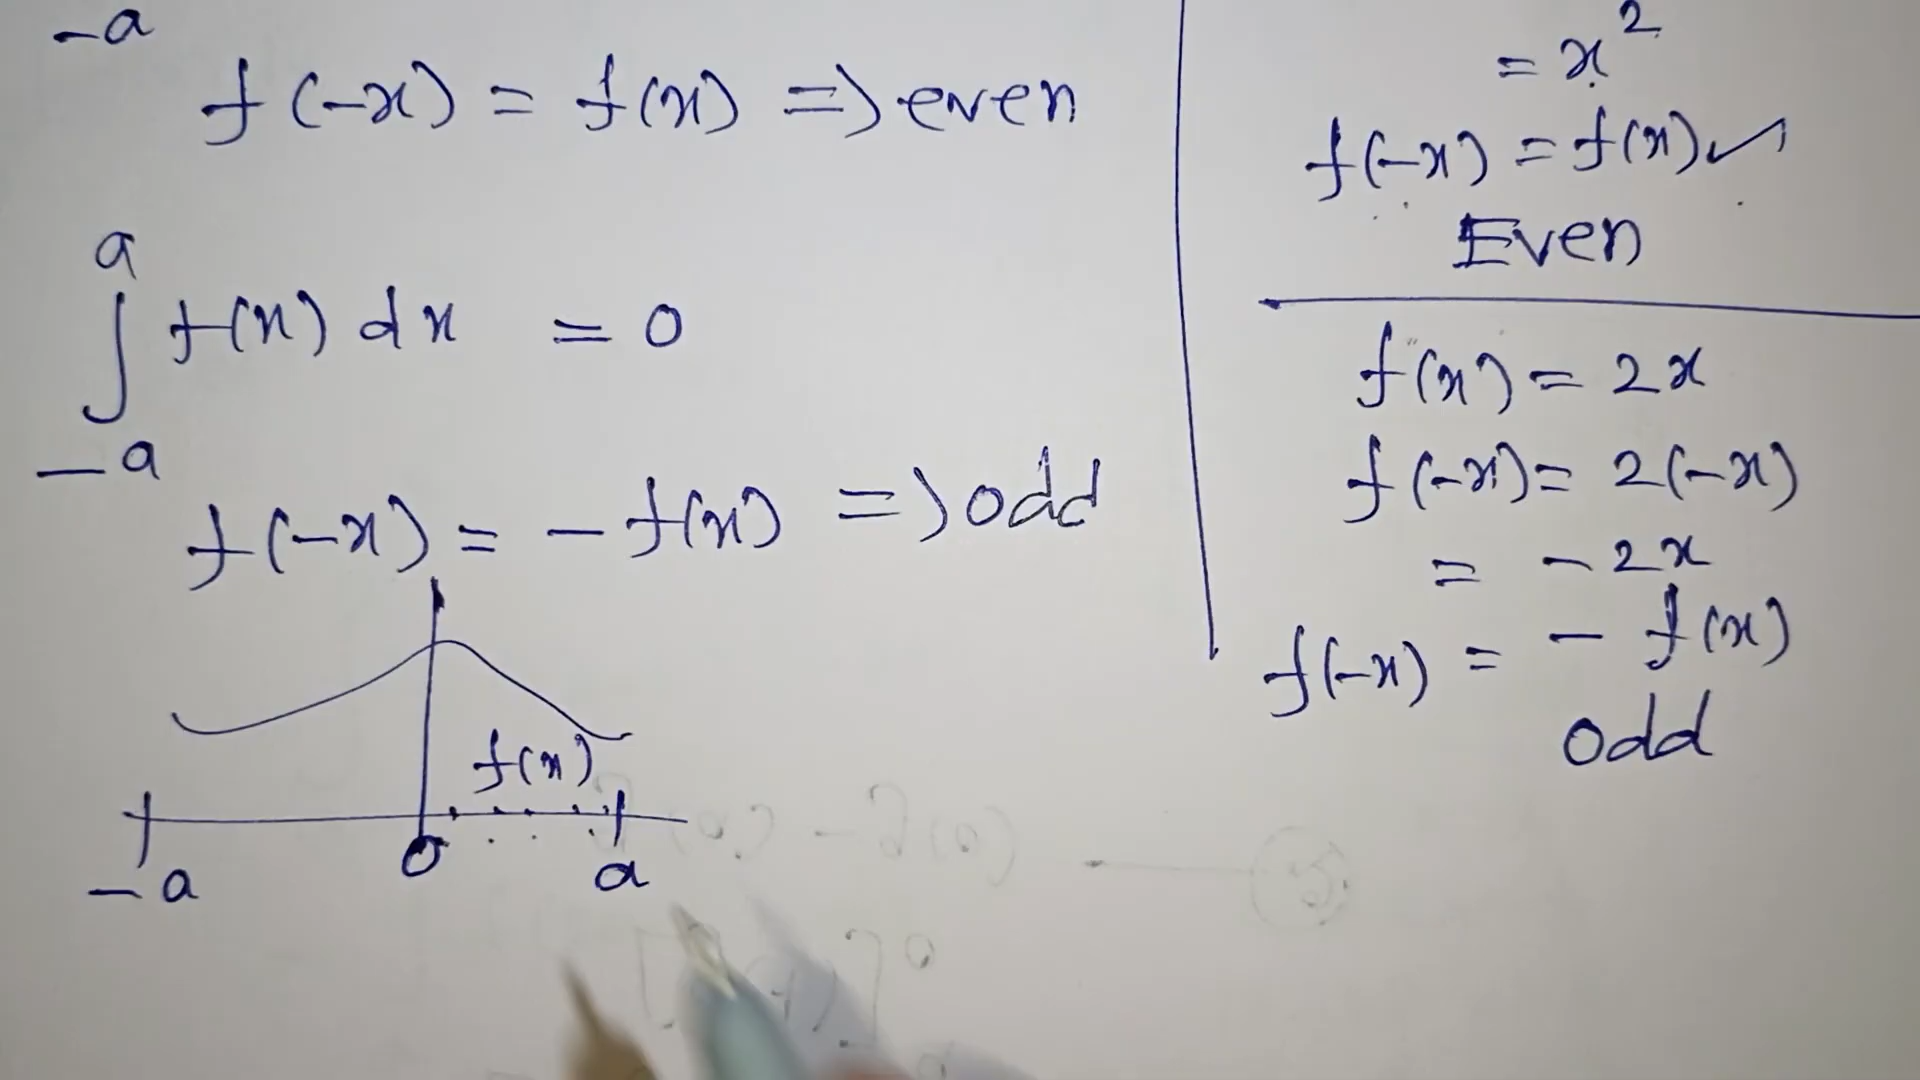 -a
f(-x) = f(x) => even
a
∫ f(x) dx = 0
-a
f(-x) = - f(x) => odd
f(x)
-a 0 a
= x²
f(-x) = f(x) ✓
Even
f(x) = 2x
f(-x) = 2(-x)
= - 2x
f(-x) = - f(x)
odd